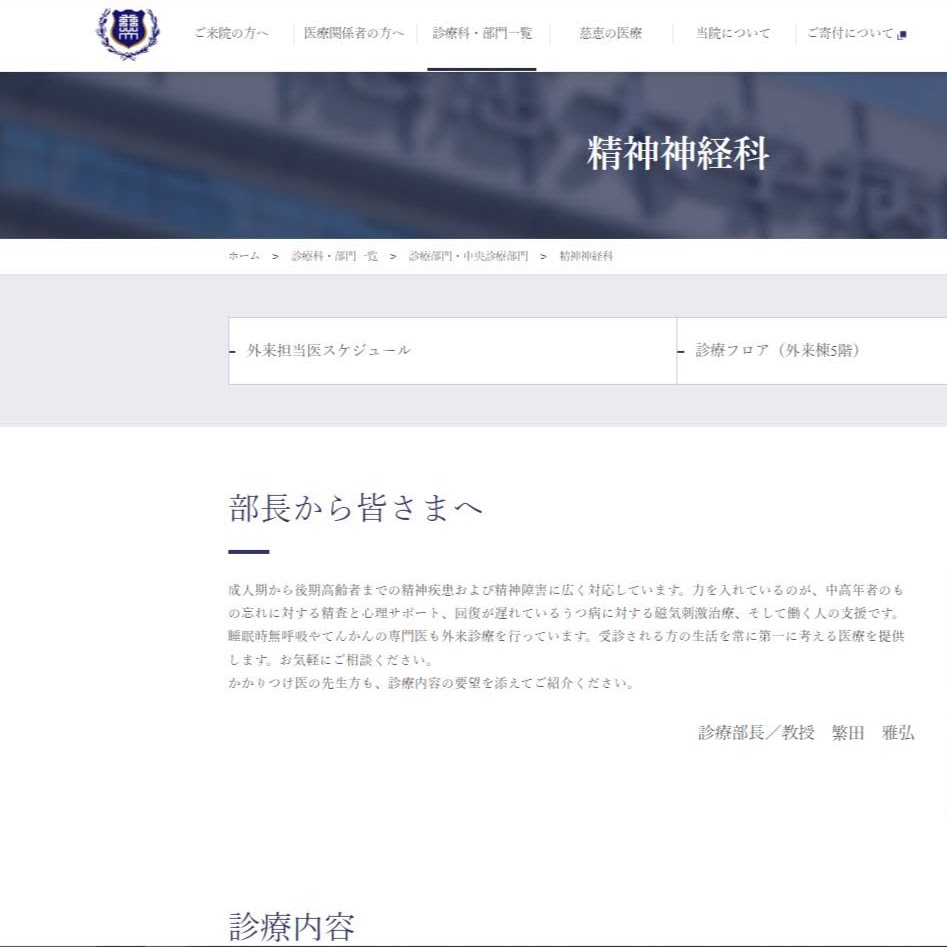 ご来院の方へ
医療関係者の方へ
診療科・部門一覧
慈恵の医療
当院について
ご寄付について
精神神経科
ホーム > 診療科・部門一覧 > 診療部門・中央診療部門 > 精神神経科
外来担当医スケジュール
診療フロア（外来棟5階）
部長から皆さまへ
成人期から後期高齢者までの精神疾患および精神障害に広く対応しています。力を入れているのが、中高年者のも
の忘れに対する精査と心理サポート、回復が遅れているうつ病に対する磁気刺激治療、そして働く人の支援です。
睡眠時無呼吸やてんかんの専門医も外来診療を行っています。受診される方の生活を常に第一に考える医療を提供
します。お気軽にご相談ください。
かかりつけ医の先生方も、診療内容の要望を添えてご紹介ください。
診療部長／教授　繁田　雅弘
診療内容